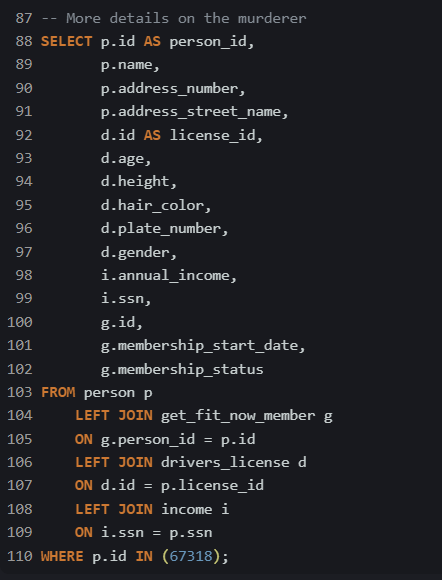 87 -- More details on the murderer
88 SELECT p.id AS person_id,
89 p.name,
90 p.address_number,
91 p.address_street_name,
92 d.id AS license_id,
93 d.age,
94 d.height,
95 d.hair_color,
96 d.plate_number,
97 d.gender,
98 i.annual_income,
99 i.ssn,
100 g.id,
101 g.membership_start_date,
102 g.membership_status
103 FROM person p
104 LEFT JOIN get_fit_now_member g
105 ON g.person_id = p.id
106 LEFT JOIN drivers_license d
107 ON d.id = p.license_id
108 LEFT JOIN income i
109 ON i.ssn = p.ssn
110 WHERE p.id IN (67318);